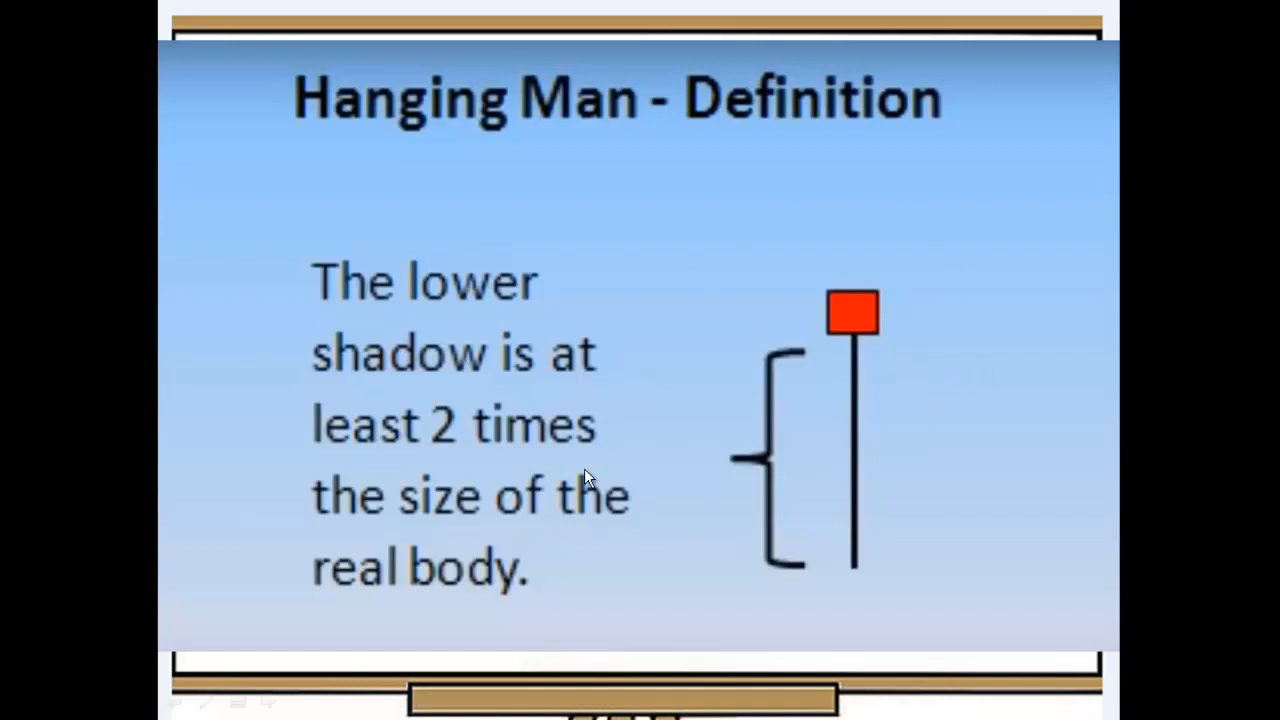 Hanging Man - Definition
The lower
shadow is at
least 2 times
the size of the
real body.